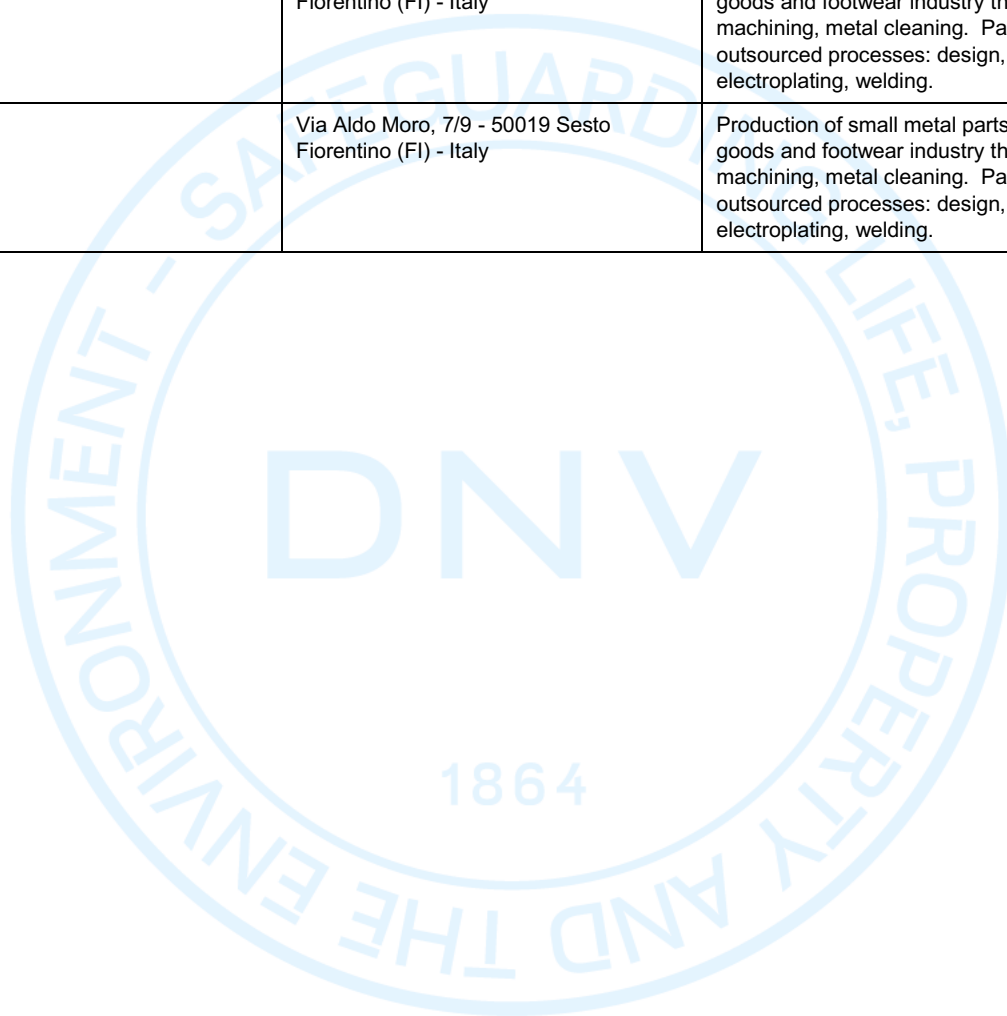 Fiorentino (FI) - Italy
goods and footwear industry th
machining, metal cleaning. Pa
outsourced processes: design,
electroplating, welding.
Via Aldo Moro, 7/9 - 50019 Sesto
Fiorentino (FI) - Italy
Production of small metal parts
goods and footwear industry th
machining, metal cleaning. Pa
outsourced processes: design,
electroplating, welding.
SAFEGUARDING LIFE, PROPERTY AND THE ENVIRONMENT -
DNV
1864